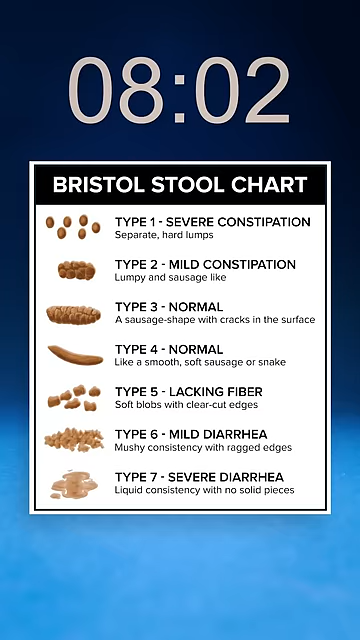 08:02
BRISTOL STOOL CHART
TYPE 1 - SEVERE CONSTIPATION
Separate, hard lumps
TYPE 2 - MILD CONSTIPATION
Lumpy and sausage like
TYPE 3 - NORMAL
A sausage-shape with cracks in the surface
TYPE 4 - NORMAL
Like a smooth, soft sausage or snake
TYPE 5 - LACKING FIBER
Soft blobs with clear-cut edges
TYPE 6 - MILD DIARRHEA
Mushy consistency with ragged edges
TYPE 7 - SEVERE DIARRHEA
Liquid consistency with no solid pieces